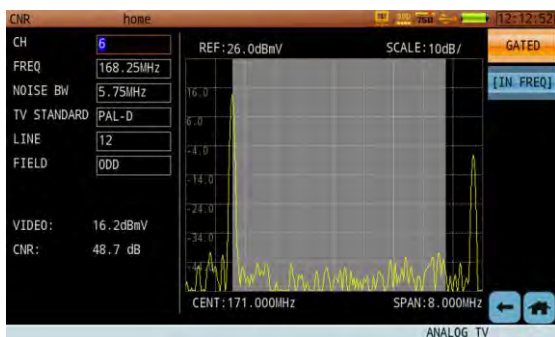 CNR home 12:12:52
CH 6
FREQ 168.25MHz
NOISE BW 5.75MHz
TV STANDARD PAL-D
LINE 12
FIELD ODD
VIDEO: 16.2dBmV
CNR: 48.7 dB
REF:26.0dBmV SCALE:10dB/
16.0
6.0
-4.0
-14.0
-24.0
-34.0
CENT:171.000MHz SPAN:8.000MHz
GATED
[IN FREQ]
ANALOG TV